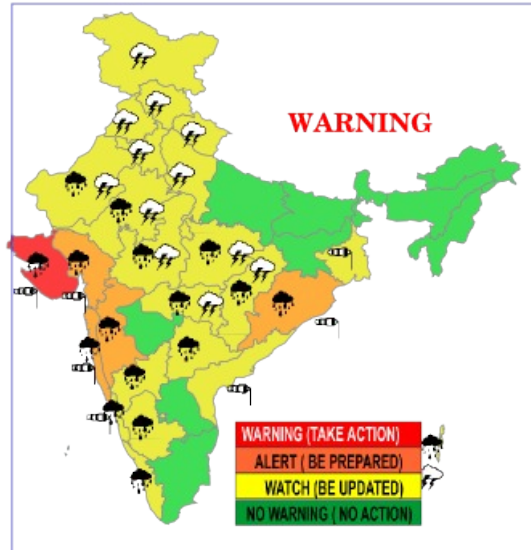 WARNING
WARNING (TAKE ACTION)
ALERT ( BE PREPARED)
WATCH (BE UPDATED)
NO WARNING ( NO ACTION)